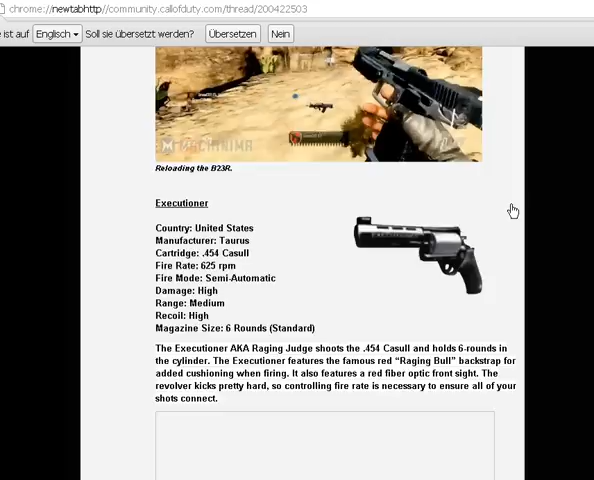 chrome://newtabhttp//community.callofduty.com/thread/200422503
e ist auf Englisch Soll sie übersetzt werden? Übersetzen Nein
MACHINIMA
Reloading the B23R.
Executioner
Country: United States
Manufacturer: Taurus
Cartridge: .454 Casull
Fire Rate: 625 rpm
Fire Mode: Semi-Automatic
Damage: High
Range: Medium
Recoil: High
Magazine Size: 6 Rounds (Standard)
The Executioner AKA Raging Judge shoots the .454 Casull and holds 6-rounds in
the cylinder. The Executioner features the famous red “Raging Bull” backstrap for
added cushioning when firing. It also features a red fiber optic front sight. The
revolver kicks pretty hard, so controlling fire rate is necessary to ensure all of your
shots connect.